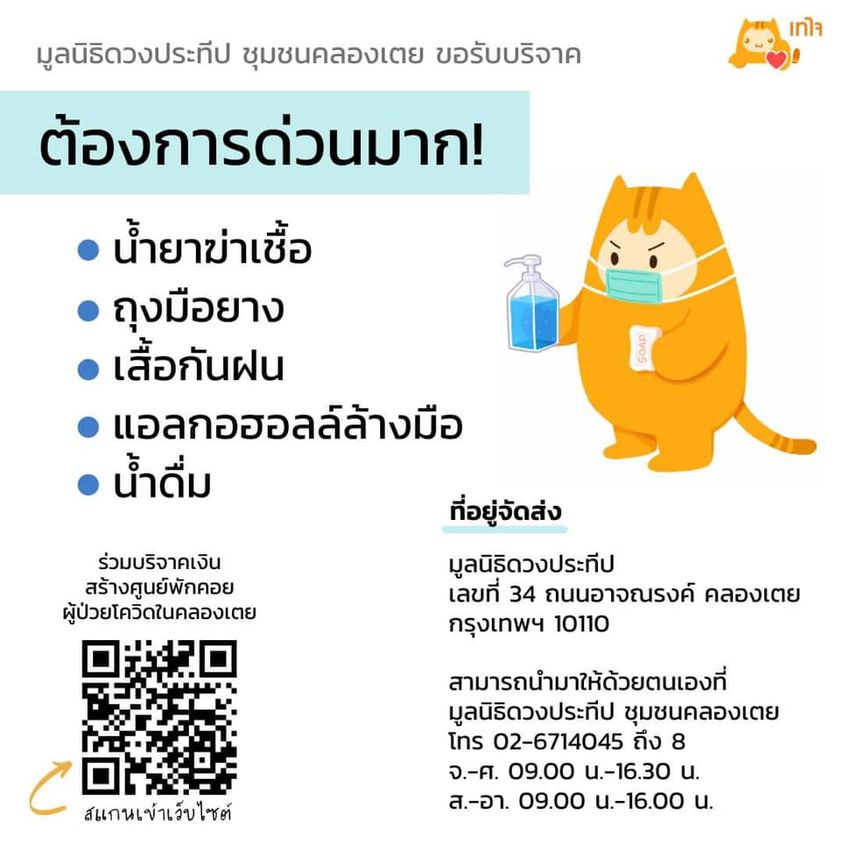 เทใจ
มูลนิธิดวงประทีป ชุมชนคลองเตย ขอรับบริจาค
ต้องการด่วนมาก!
น้ำยาฆ่าเชื้อ
ถุงมือยาง
เสื้อกันฝน
แอลกอฮอลล์ล้างมือ
น้ำดื่ม
SOAP
ร่วมบริจาคเงิน
สร้างศูนย์พักคอย
ผู้ป่วยโควิดในคลองเตย
สแกนเข้าเว็บไซต์
ที่อยู่จัดส่ง
มูลนิธิดวงประทีป
เลขที่ 34 ถนนอาจณรงค์ คลองเตย
กรุงเทพฯ 10110
สามารถนำมาให้ด้วยตนเองที่
มูลนิธิดวงประทีป ชุมชนคลองเตย
โทร 02-6714045 ถึง 8
จ.-ศ. 09.00 น.-16.30 น.
ส.-อา. 09.00 น.-16.00 น.